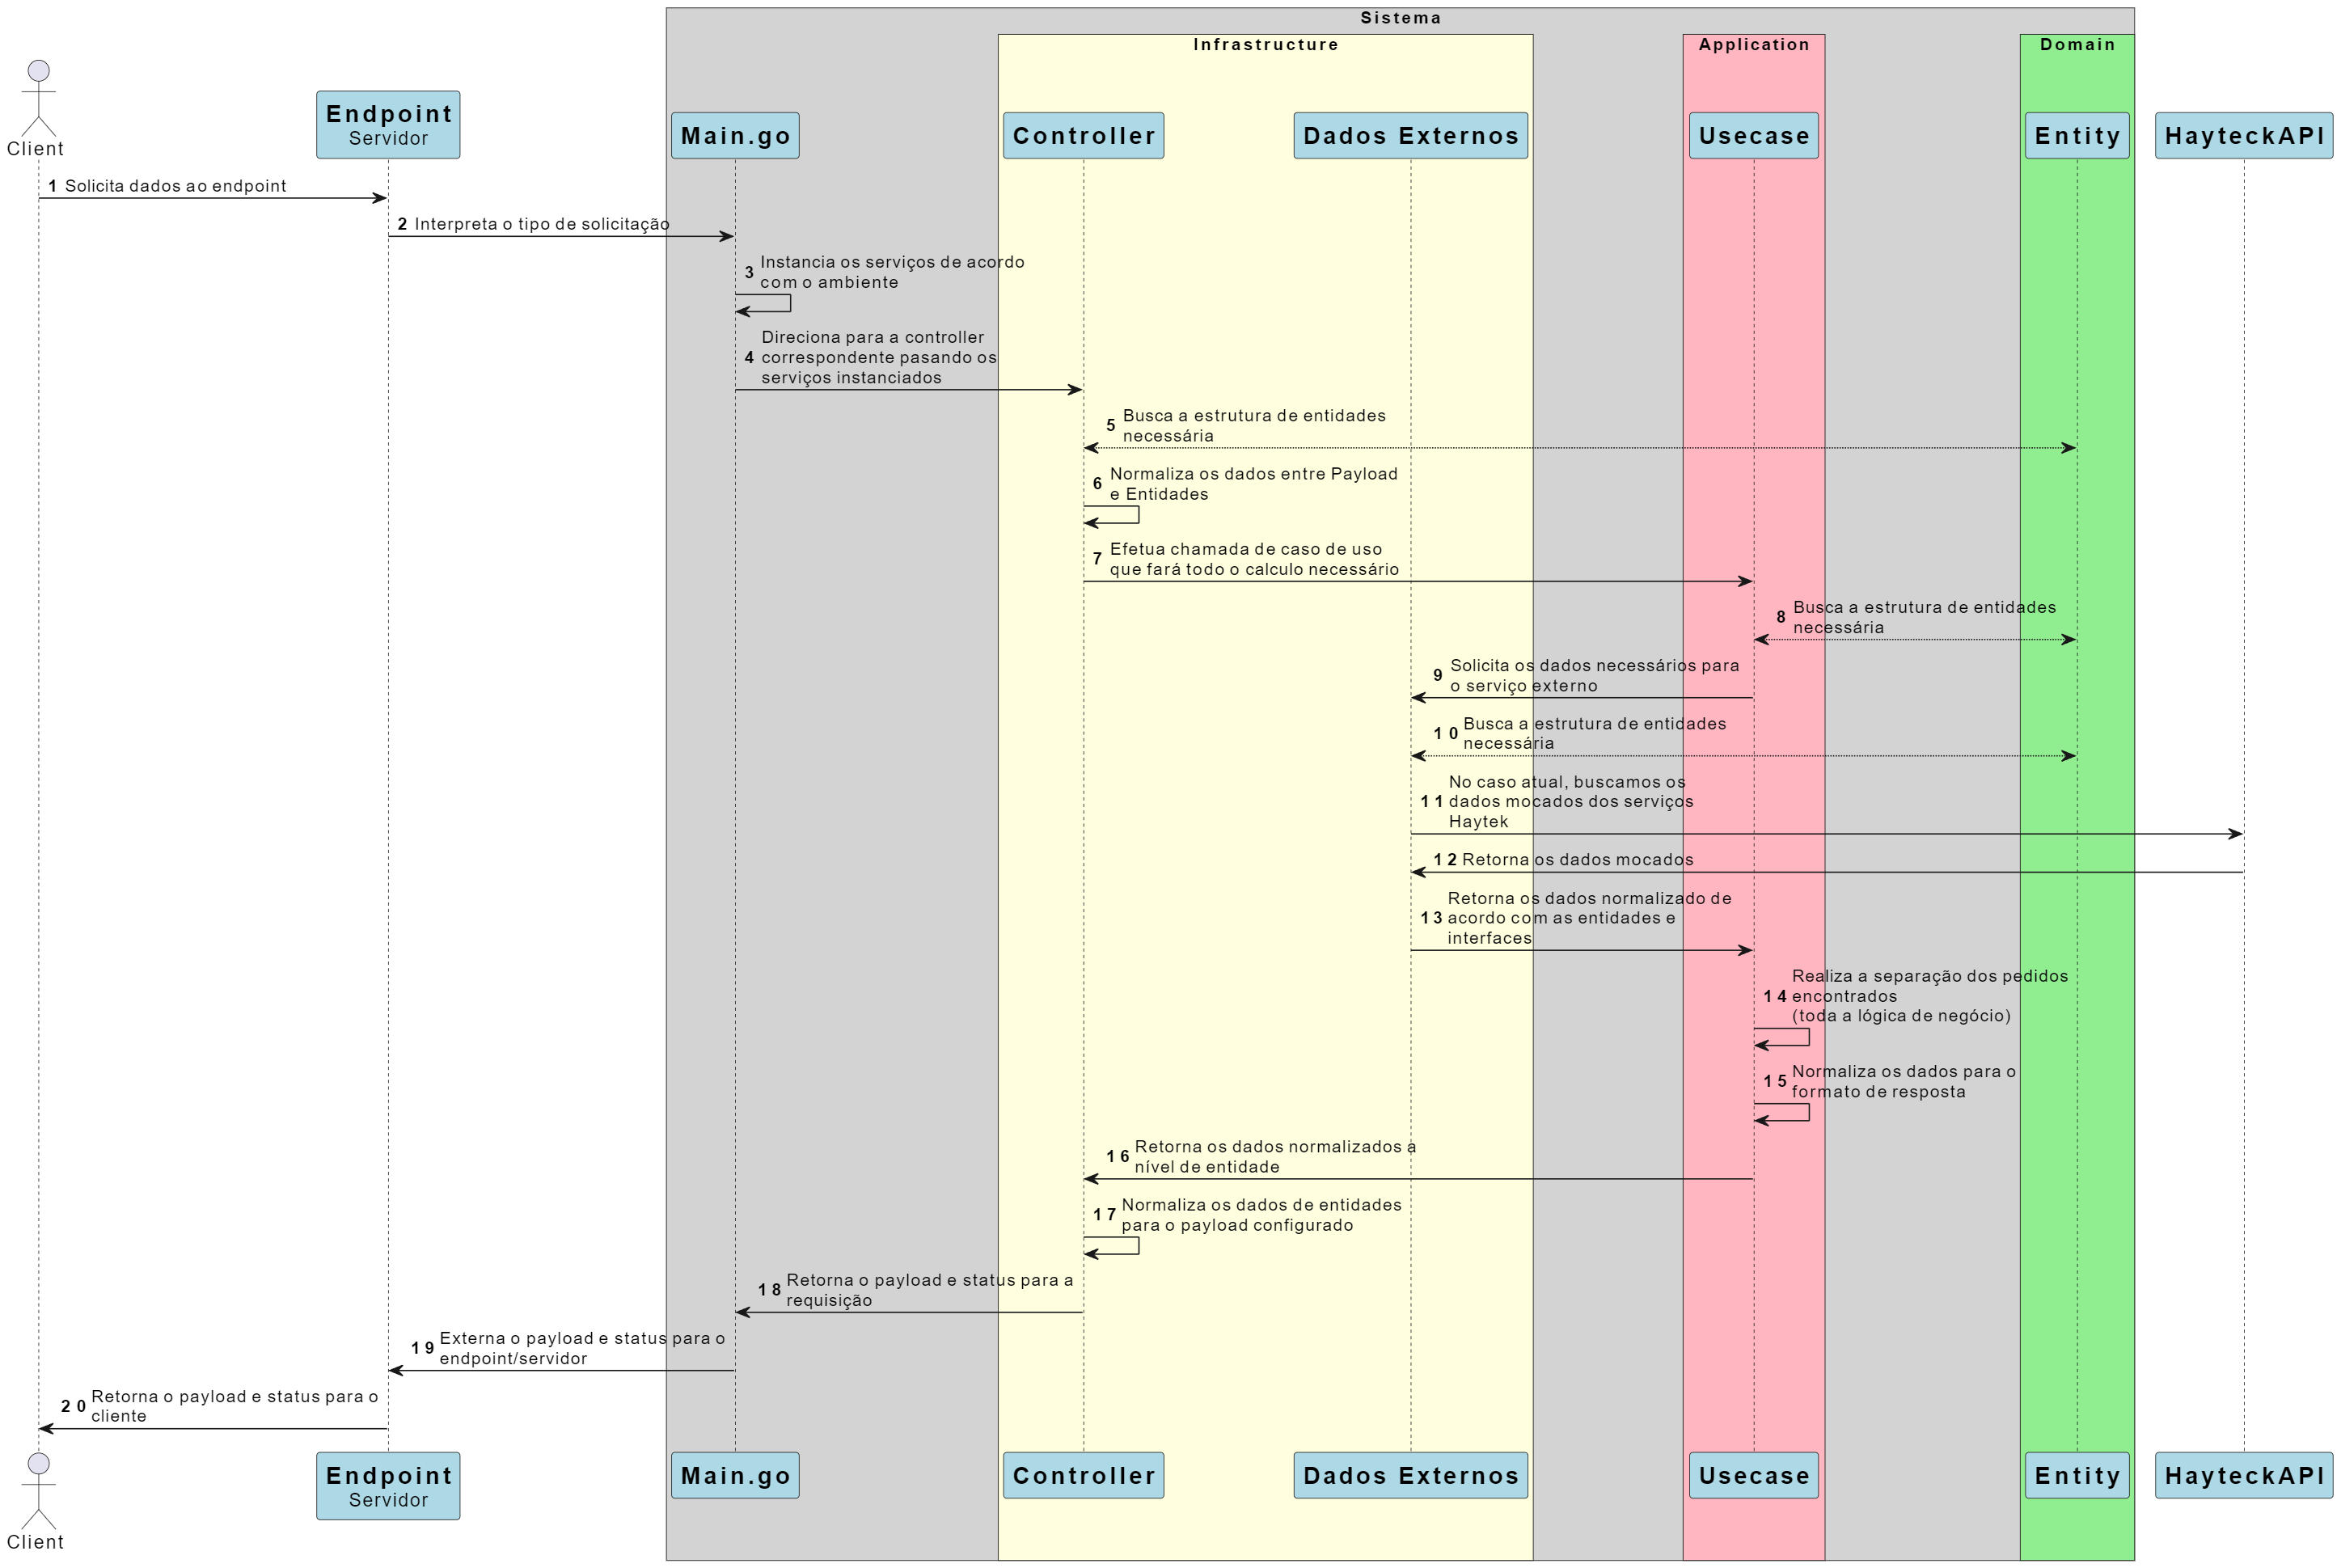 Sistema
Infrastructure
Application
Domain
Client
Endpoint
Servidor
Main.go
Controller
Dados Externos
Usecase
Entity
HayteckAPI
1 Solicita dados ao endpoint
2 Interpreta o tipo de solicitação
3 Instancia os serviços de acordo
com o ambiente
4 Direciona para a controller
correspondente pasando os
serviços instanciados
5 Busca a estrutura de entidades
necessária
6 Normaliza os dados entre Payload
e Entidades
7 Efetua chamada de caso de uso
que fará todo o calculo necessário
8 Busca a estrutura de entidades
necessária
9 Solicita os dados necessários para
o serviço externo
10 Busca a estrutura de entidades
necessária
11 No caso atual, buscamos os
dados mocados dos serviços
Haytek
12 Retorna os dados mocados
13 Retorna os dados normalizado de
acordo com as entidades e
interfaces
14 Realiza a separação dos pedidos
encontrados
(toda a lógica de negócio)
15 Normaliza os dados para o
formato de resposta
16 Retorna os dados normalizados a
nível de entidade
17 Normaliza os dados de entidades
para o payload configurado
18 Retorna o payload e status para a
requisição
19 Externa o payload e status para o
endpoint/servidor
20 Retorna o payload e status para o
cliente
Client
Endpoint
Servidor
Main.go
Controller
Dados Externos
Usecase
Entity
HayteckAPI